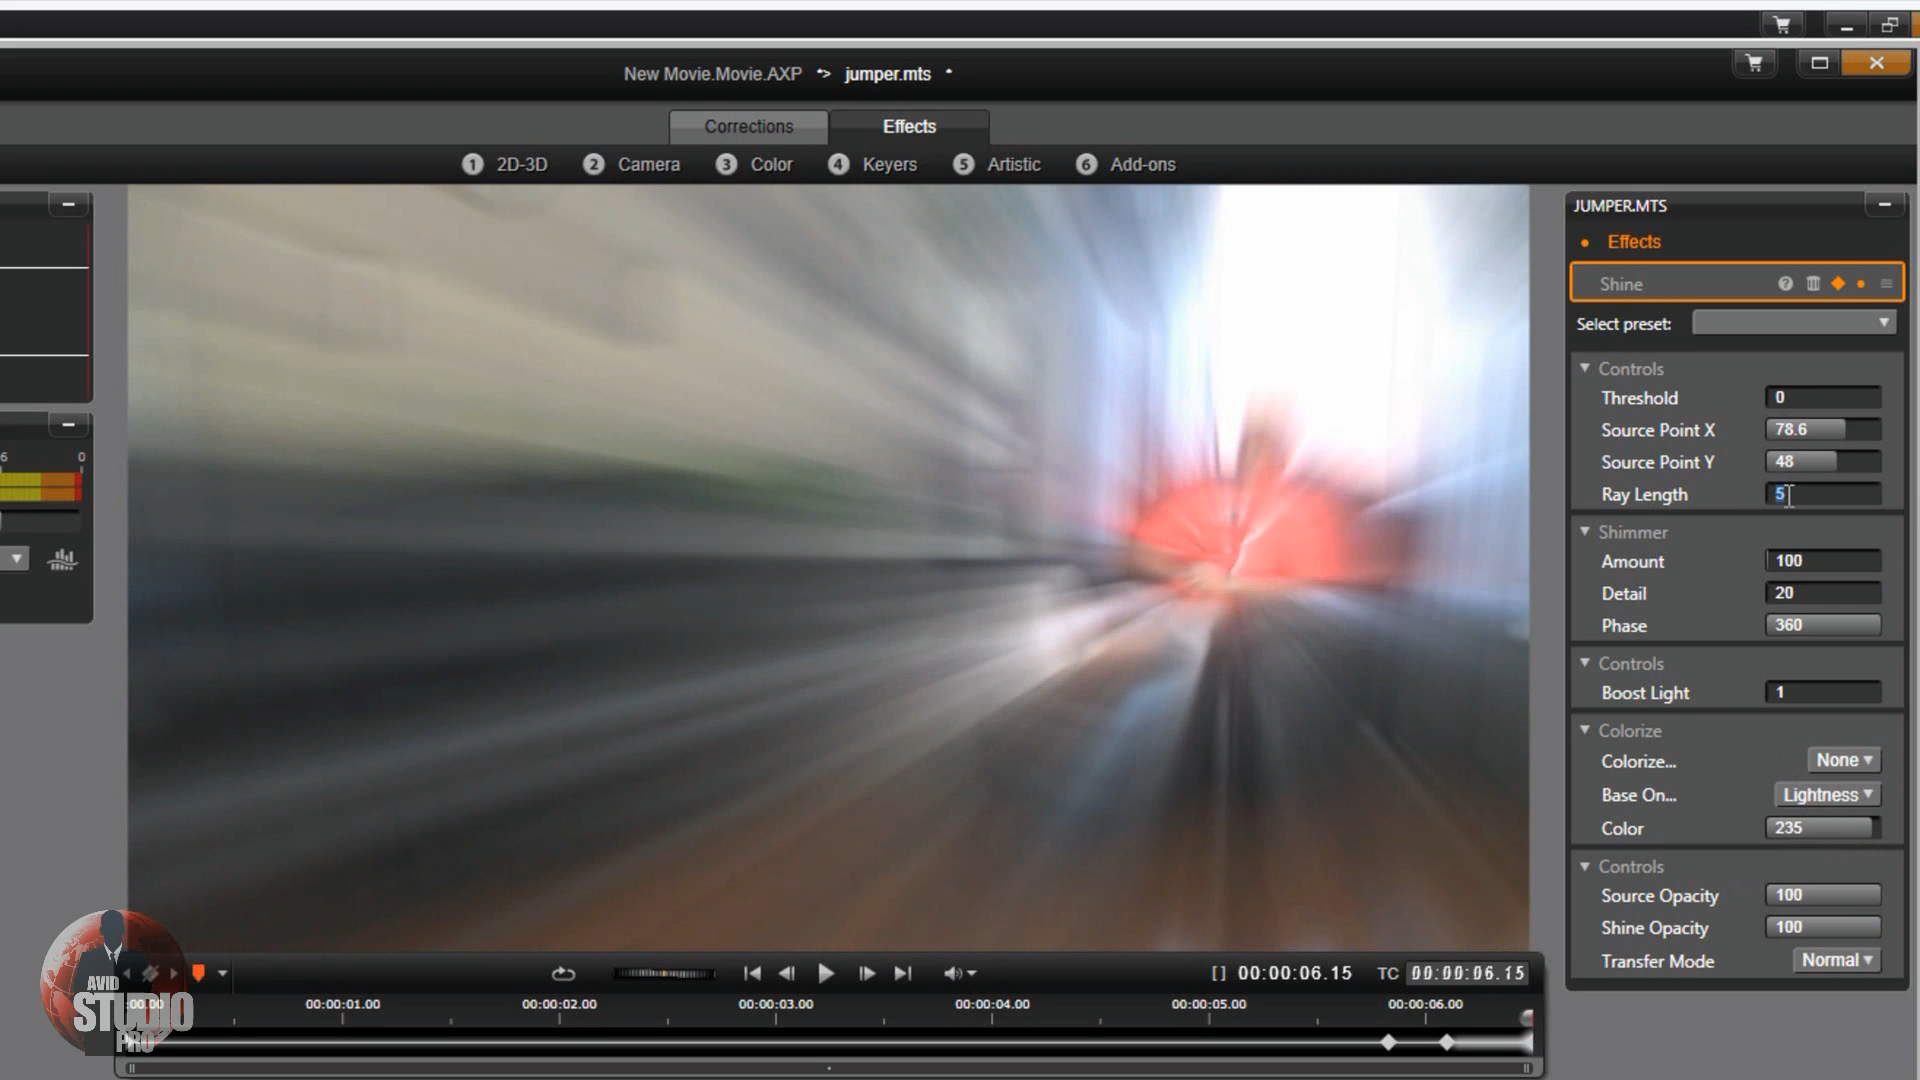 New Movie.Movie.AXP •> jumper.mts •
Corrections
Effects
1 2D-3D
2 Camera
3 Color
4 Keyers
5 Artistic
6 Add-ons
6 0
JUMPER.MTS
Effects
Shine
Select preset:
Controls
Threshold 0
Source Point X 78.6
Source Point Y 48
Ray Length 5
Shimmer
Amount 100
Detail 20
Phase 360
Controls
Boost Light 1
Colorize
Colorize... None
Base On... Lightness
Color 235
Controls
Source Opacity 100
Shine Opacity 100
Transfer Mode Normal
[] 00:00:06.15 TC 00:00:06.15
:00.00 00:00:01.00 00:00:02.00 00:00:03.00 00:00:04.00 00:00:05.00 00:00:06.00
AVID
STUDIO
PRO